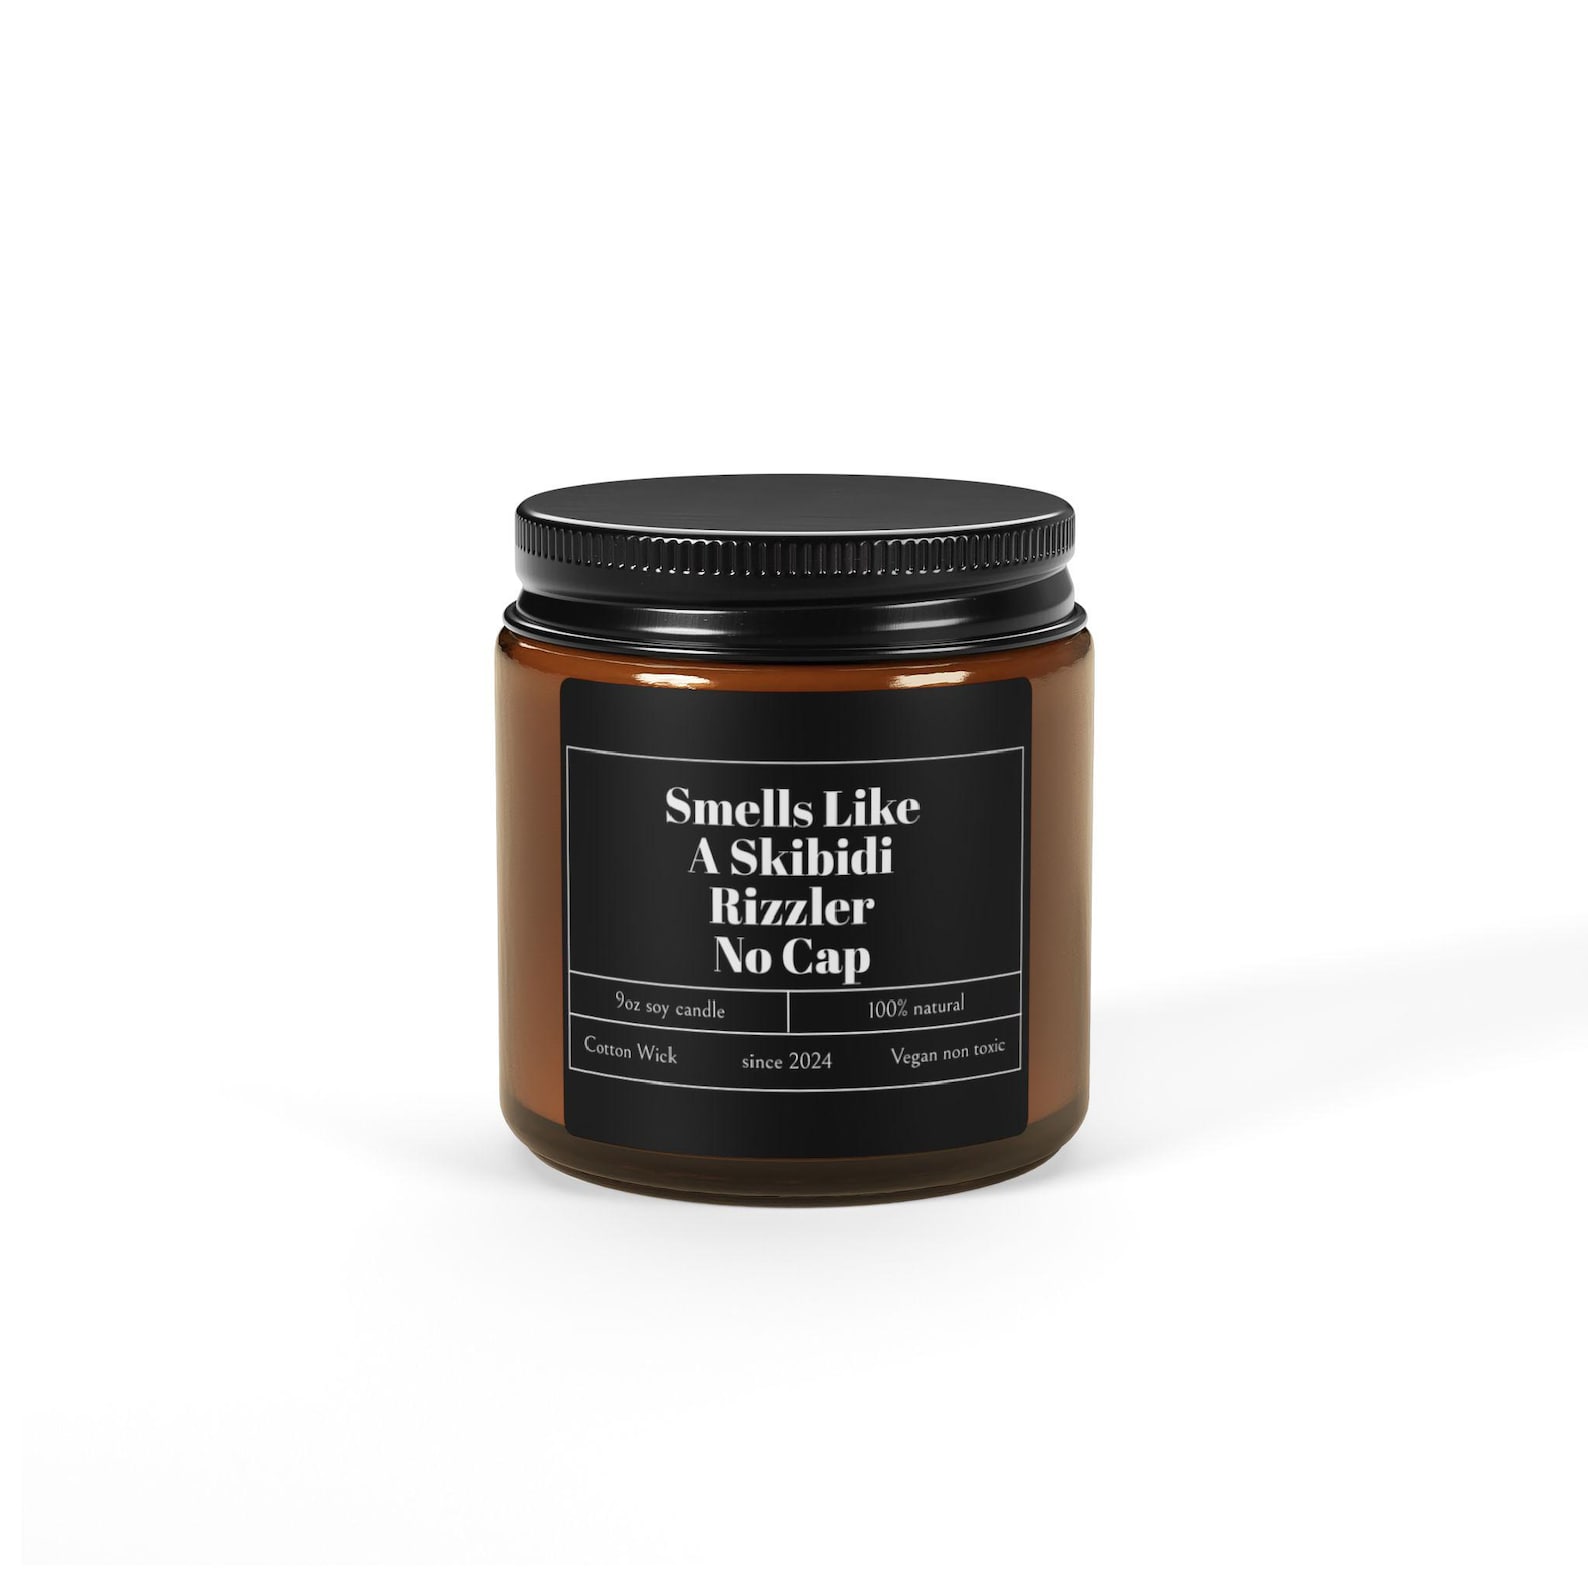 Smells Like
A Skibidi
Rizzler
No Cap
9oz soy candle
100% natural
Cotton Wick
since 2024
Vegan non toxic